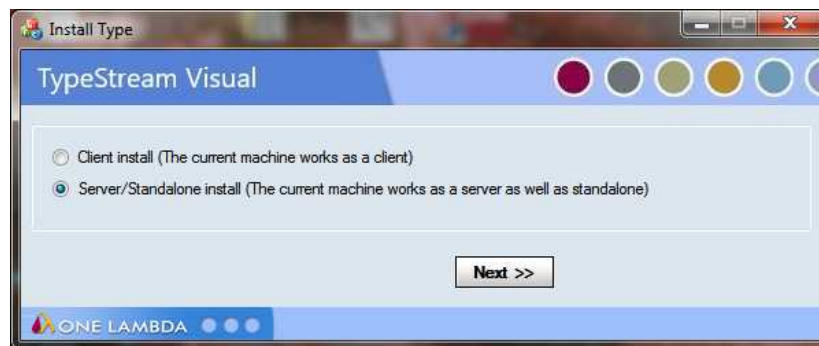 Install Type
TypeStream Visual
Client install (The current machine works as a client)
Server/Standalone install (The current machine works as a server as well as standalone)
Next >>
ONE LAMBDA